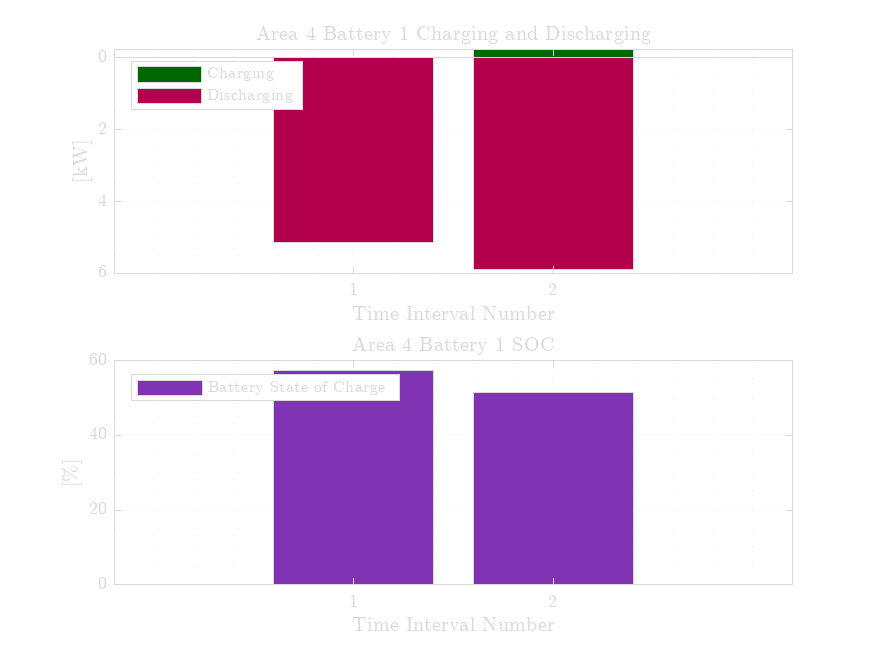 Area 4 Battery 1 Charging and Discharging
0
2
4
6
[kW]
Charging
Discharging
1 2
Time Interval Number
Area 4 Battery 1 SOC
60
40
20
0
[%]
Battery State of Charge
1 2
Time Interval Number